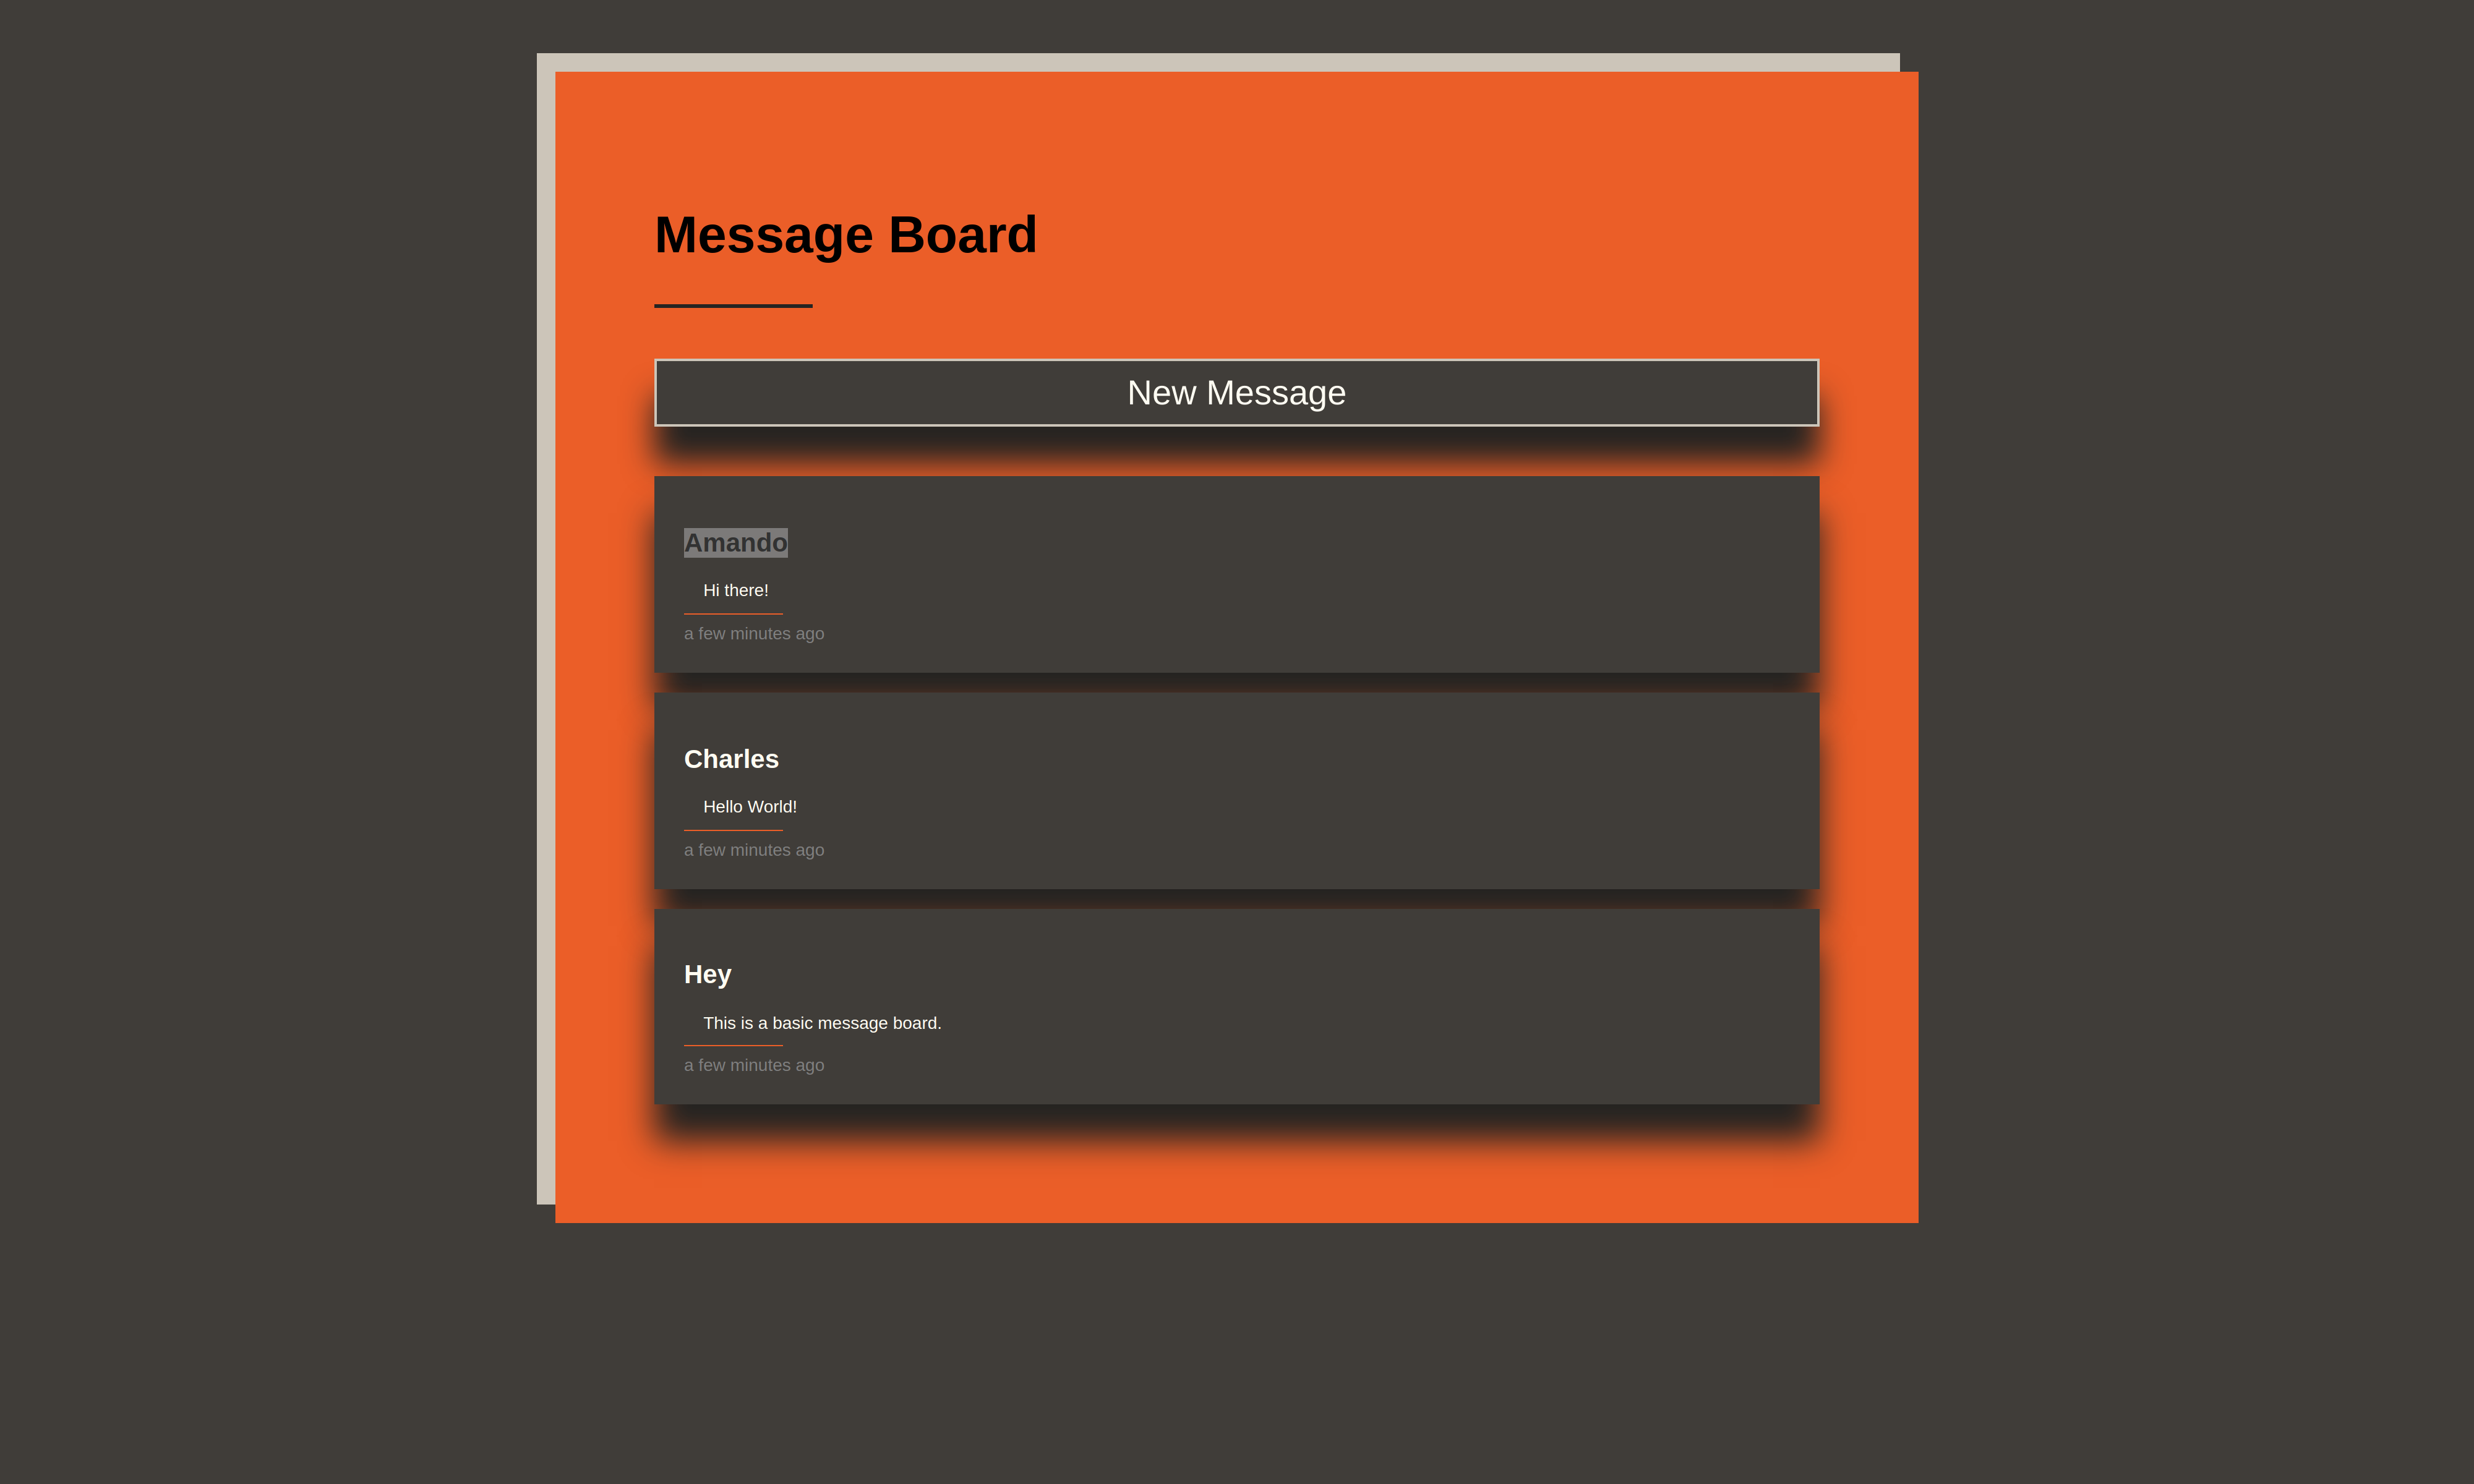 Message Board
New Message
Amando
Hi there!
a few minutes ago
Charles
Hello World!
a few minutes ago
Hey
This is a basic message board.
a few minutes ago